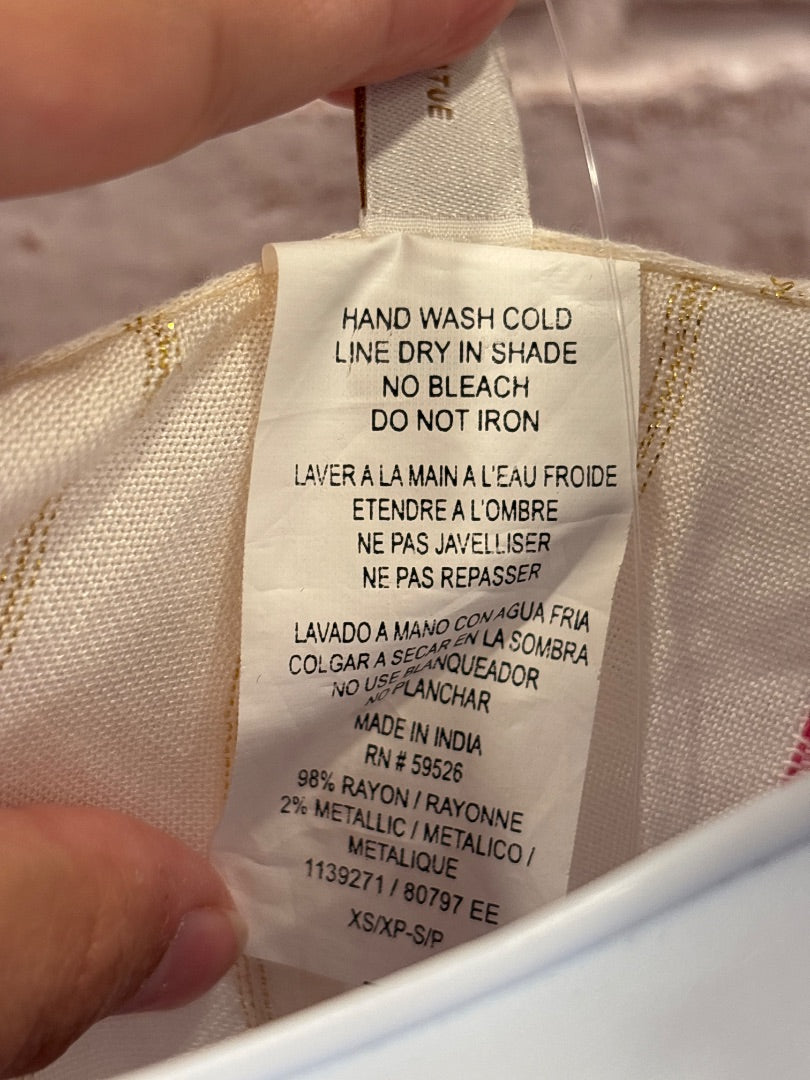 HAND WASH COLD
LINE DRY IN SHADE
NO BLEACH
DO NOT IRON
LAVER A LA MAIN A L'EAU FROIDE
ETENDRE A L'OMBRE
NE PAS JAVELLISER
NE PAS REPASSER
LAVADO A MANO CON AGUA FRIA
COLGAR A SECAR EN LA SOMBRA
NO USE BLANQUEADOR
NO PLANCHAR
MADE IN INDIA
RN # 59526
98% RAYON / RAYONNE
2% METALLIC / METALICO /
METALIQUE
1139271 / 80797 EE
XS/XP-S/P